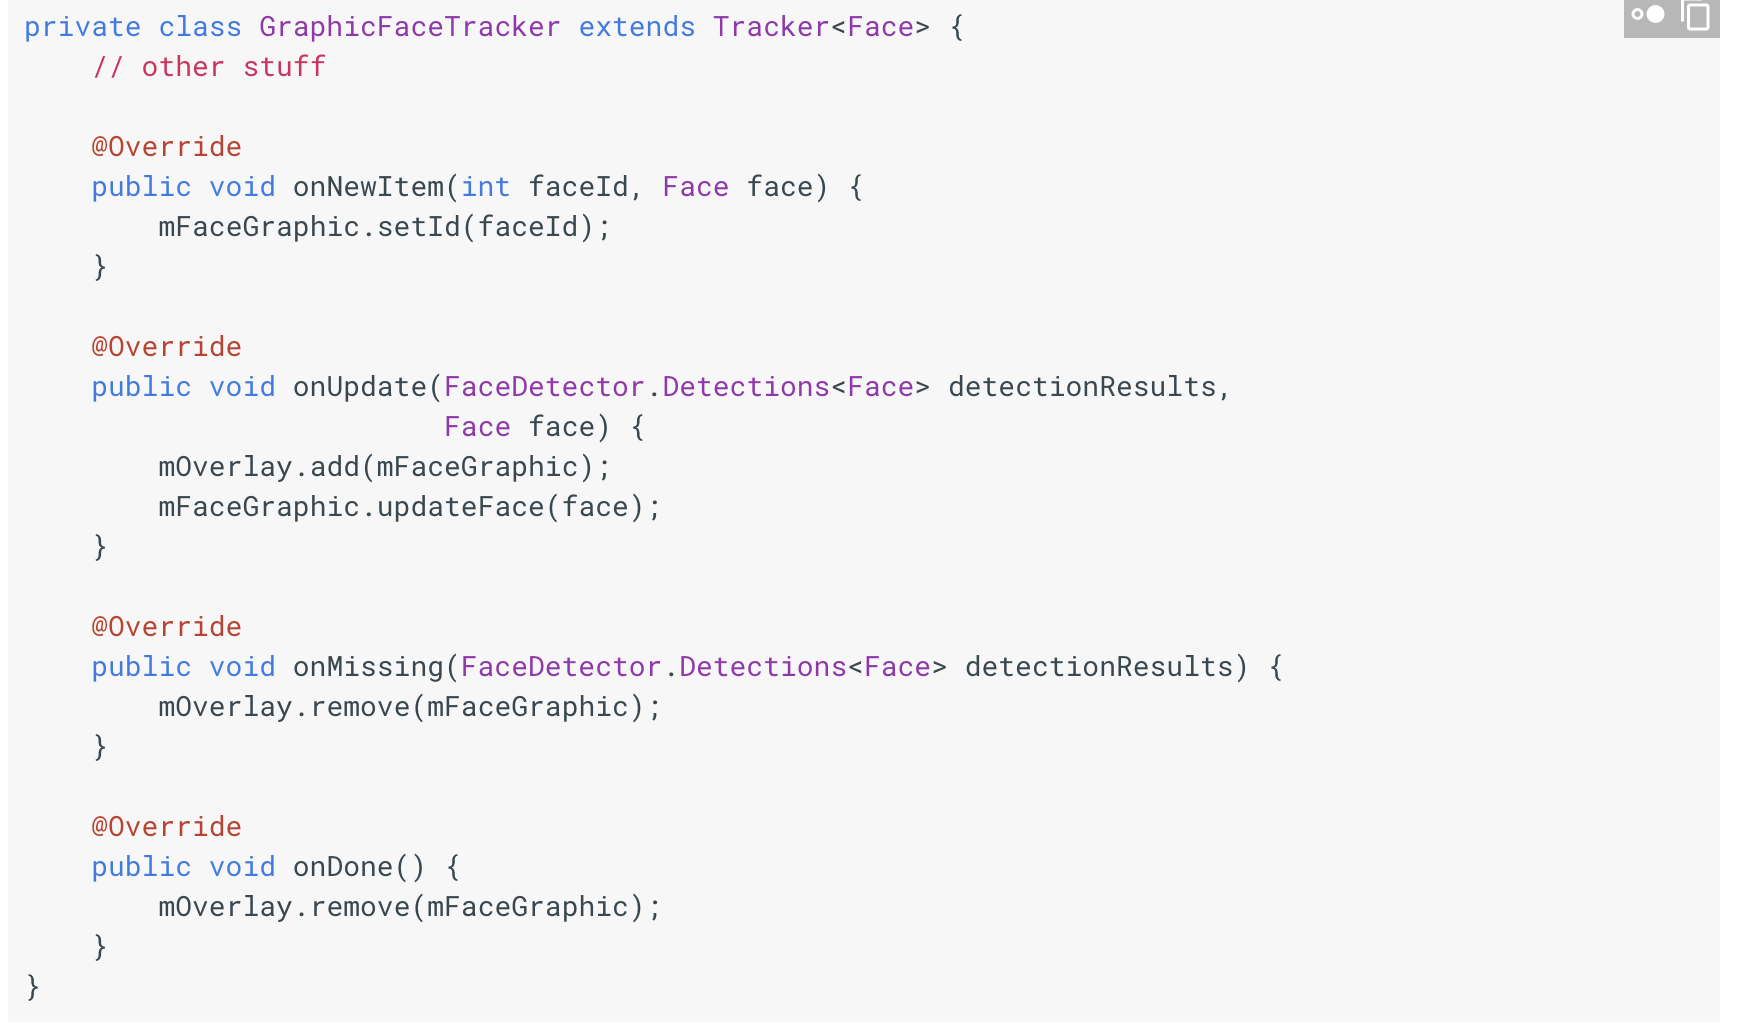 private class GraphicFaceTracker extends Tracker<Face> {
    // other stuff

    @Override
    public void onNewItem(int faceId, Face face) {
        mFaceGraphic.setId(faceId);
    }

    @Override
    public void onUpdate(FaceDetector.Detections<Face> detectionResults,
                         Face face) {
        mOverlay.add(mFaceGraphic);
        mFaceGraphic.updateFace(face);
    }

    @Override
    public void onMissing(FaceDetector.Detections<Face> detectionResults) {
        mOverlay.remove(mFaceGraphic);
    }

    @Override
    public void onDone() {
        mOverlay.remove(mFaceGraphic);
    }
}